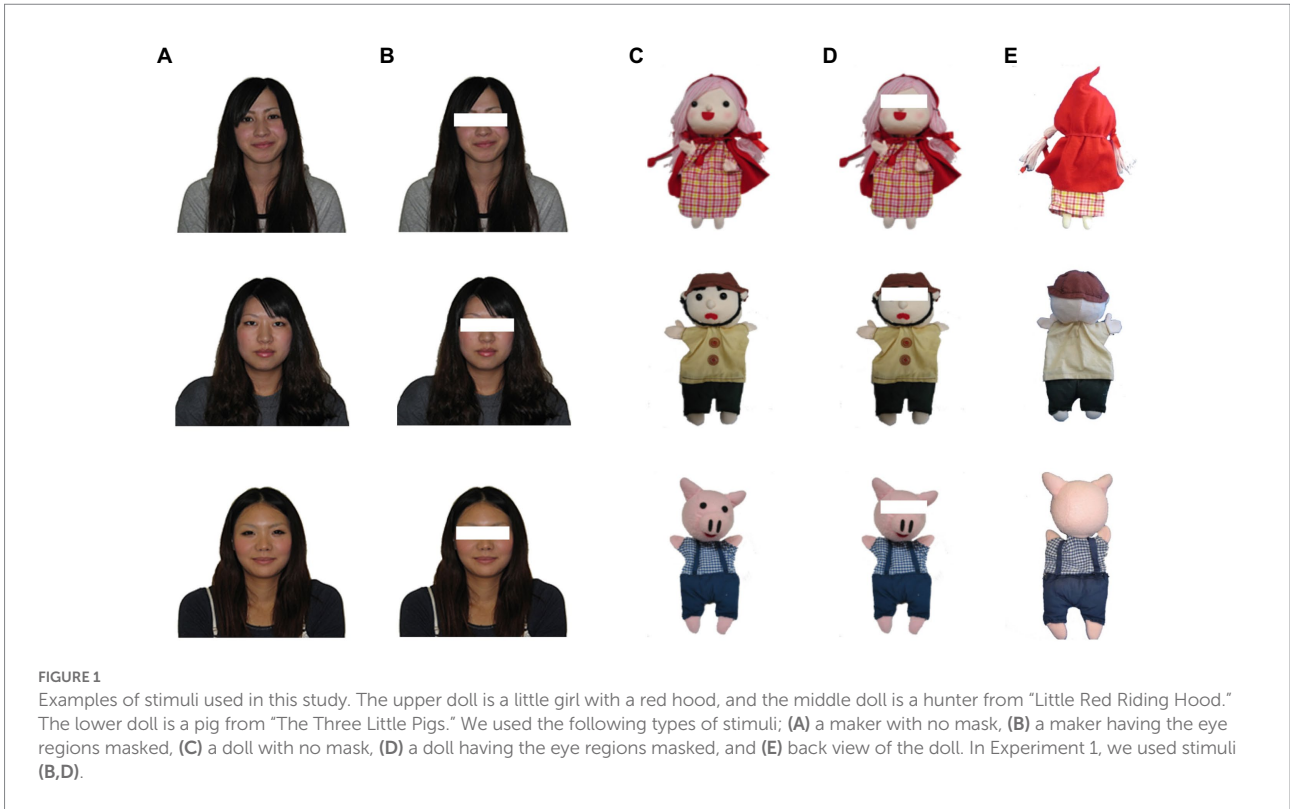 A B C D E
FIGURE 1
Examples of stimuli used in this study. The upper doll is a little girl with a red hood, and the middle doll is a hunter from “Little Red Riding Hood.”
The lower doll is a pig from “The Three Little Pigs.” We used the following types of stimuli; (A) a maker with no mask, (B) a maker having the eye
regions masked, (C) a doll with no mask, (D) a doll having the eye regions masked, and (E) back view of the doll. In Experiment 1, we used stimuli
(B,D).